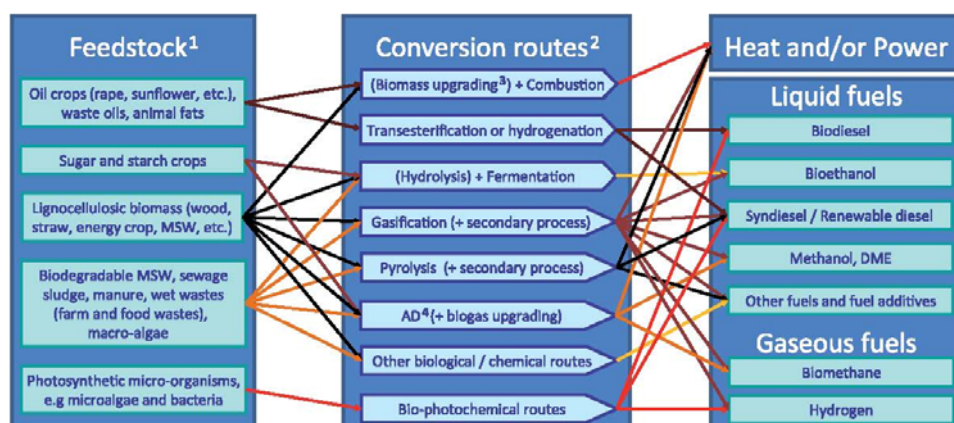 Feedstock¹
Oil crops (rape, sunflower, etc.),
waste oils, animal fats
Sugar and starch crops
Lignocellulosic biomass (wood,
straw, energy crop, MSW, etc.)
Biodegradable MSW, sewage
sludge, manure, wet wastes
(farm and food wastes),
macro-algae
Photosynthetic micro-organisms,
e.g microalgae and bacteria
Conversion routes²
(Biomass upgrading³) + Combustion
Transesterification or hydrogenation
(Hydrolysis) + Fermentation
Gasification (+ secondary process)
Pyrolysis (+ secondary process)
AD⁴ (+ biogas upgrading)
Other biological / chemical routes
Bio-photochemical routes
Heat and/or Power
Liquid fuels
Biodiesel
Bioethanol
Syndiesel / Renewable diesel
Methanol, DME
Other fuels and fuel additives
Gaseous fuels
Biomethane
Hydrogen